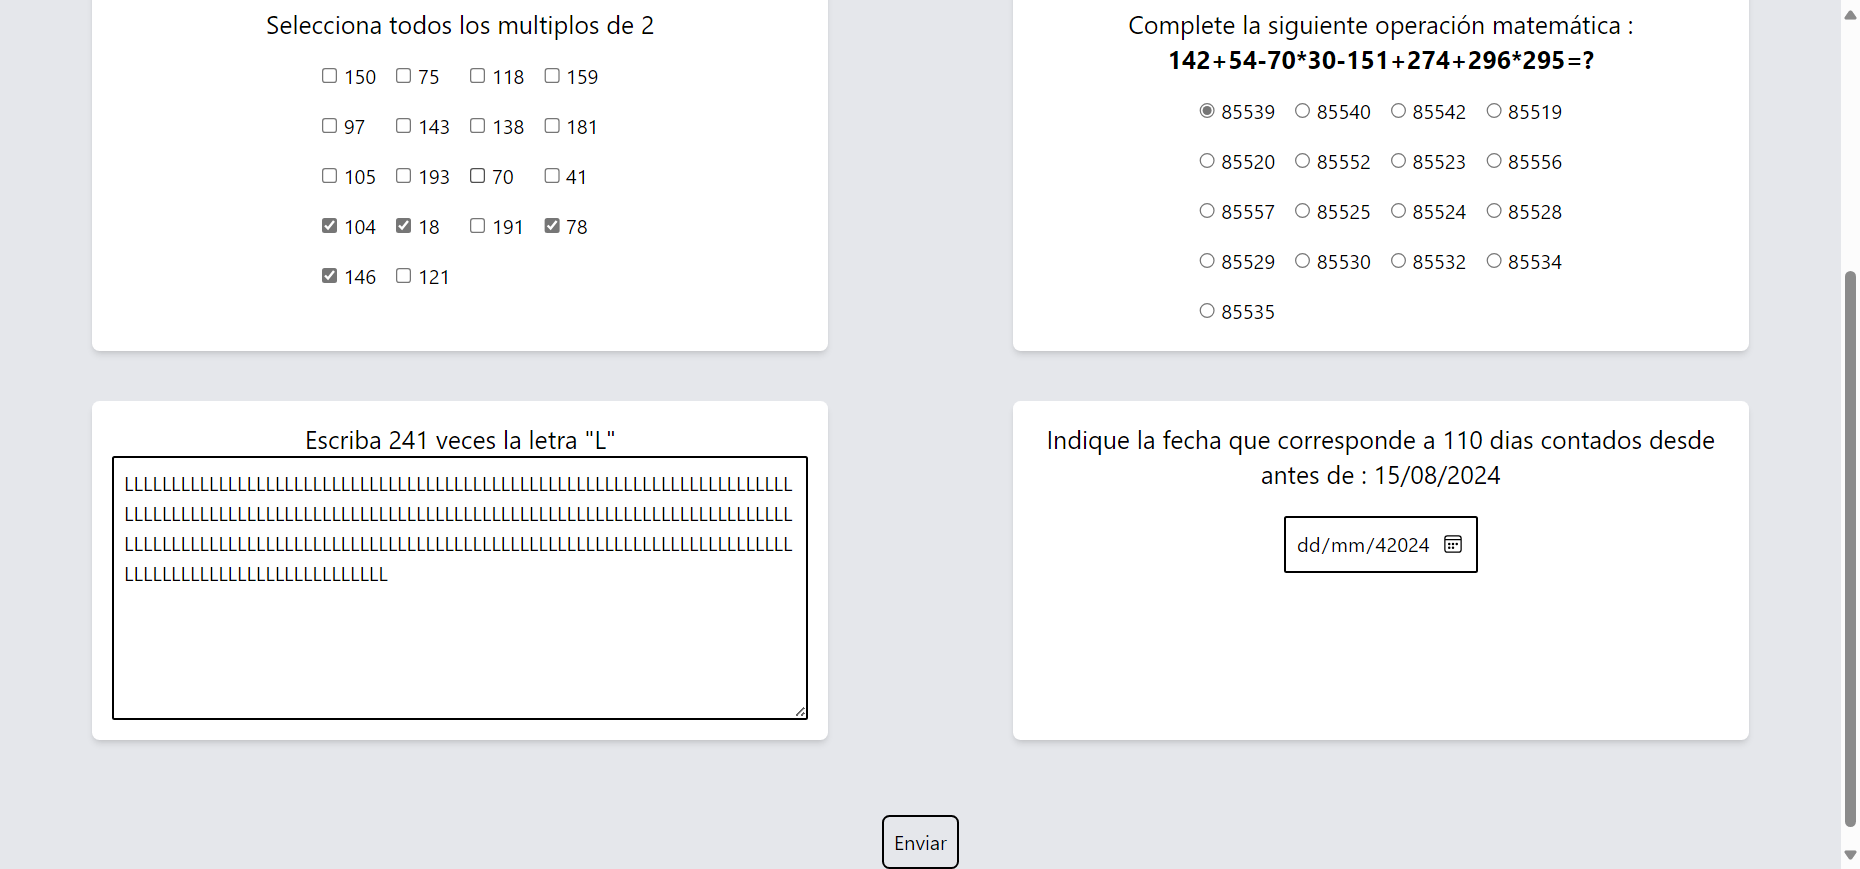 Selecciona todos los multiplos de 2
150 75 118 159
97 143 138 181
105 193 70 41
104 18 191 78
146 121
Complete la siguiente operación matemática :
142+54-70*30-151+274+296*295=?
85539 85540 85542 85519
85520 85552 85523 85556
85557 85525 85524 85528
85529 85530 85532 85534
85535
Escriba 241 veces la letra "L"
LLLLLLLLLLLLLLLLLLLLLLLLLLLLLLLLLLLLLLLLLLLLLLLLLLLLLLLLLLLLLLLLLLLLLLL
LLLLLLLLLLLLLLLLLLLLLLLLLLLLLLLLLLLLLLLLLLLLLLLLLLLLLLLLLLLLLLLLLLLLLLL
LLLLLLLLLLLLLLLLLLLLLLLLLLLLLLLLLLLLLLLLLLLLLLLLLLLLLLLLLLLLLLLLLLLLLLL
LLLLLLLLLLLLLLLLLLLLLLLLLLLL
Indique la fecha que corresponde a 110 dias contados desde
antes de : 15/08/2024
dd/mm/42024
Enviar